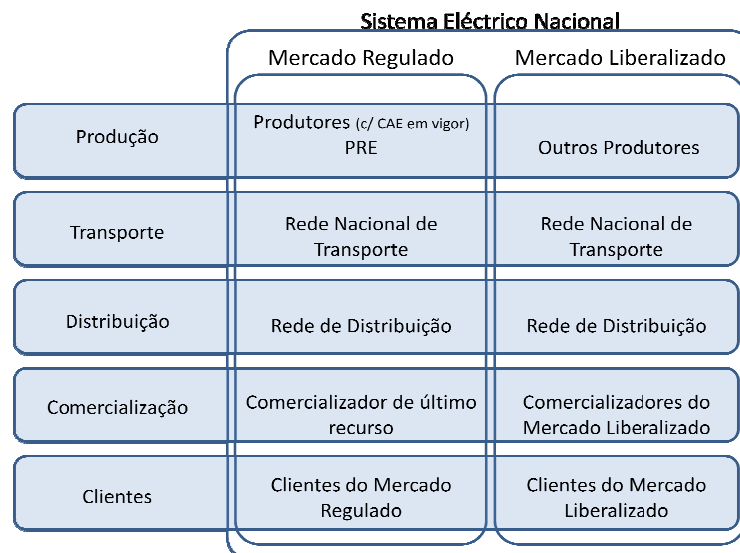 Sistema Eléctrico Nacional
Mercado Regulado
Mercado Liberalizado
Produção
Produtores (c/ CAE em vigor)
PRE
Outros Produtores
Transporte
Rede Nacional de
Transporte
Rede Nacional de
Transporte
Distribuição
Rede de Distribuição
Rede de Distribuição
Comercialização
Comercializador de último
recurso
Comercializadores do
Mercado Liberalizado
Clientes
Clientes do Mercado
Regulado
Clientes do Mercado
Liberalizado